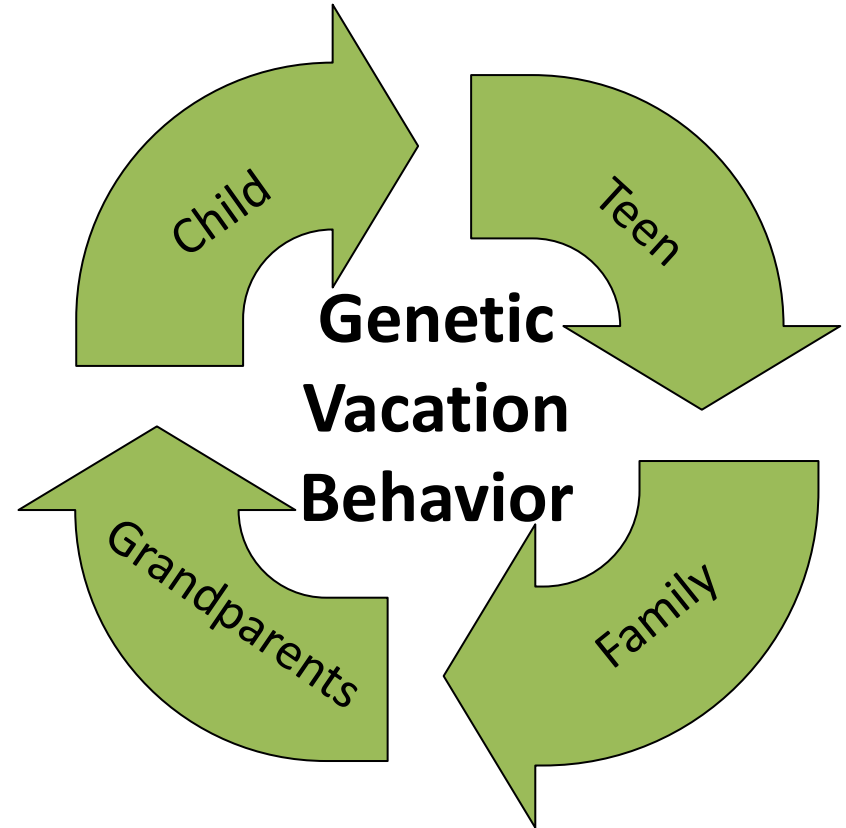 Child
Teen
Genetic
Vacation
Behavior
Grandparents
Family